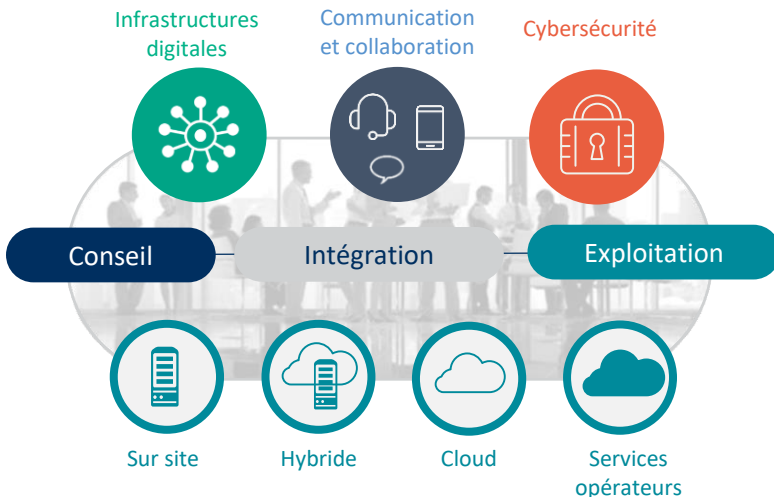 Infrastructures
digitales
Communication
et collaboration
Cybersécurité
Conseil
Intégration
Exploitation
Sur site
Hybride
Cloud
Services
opérateurs